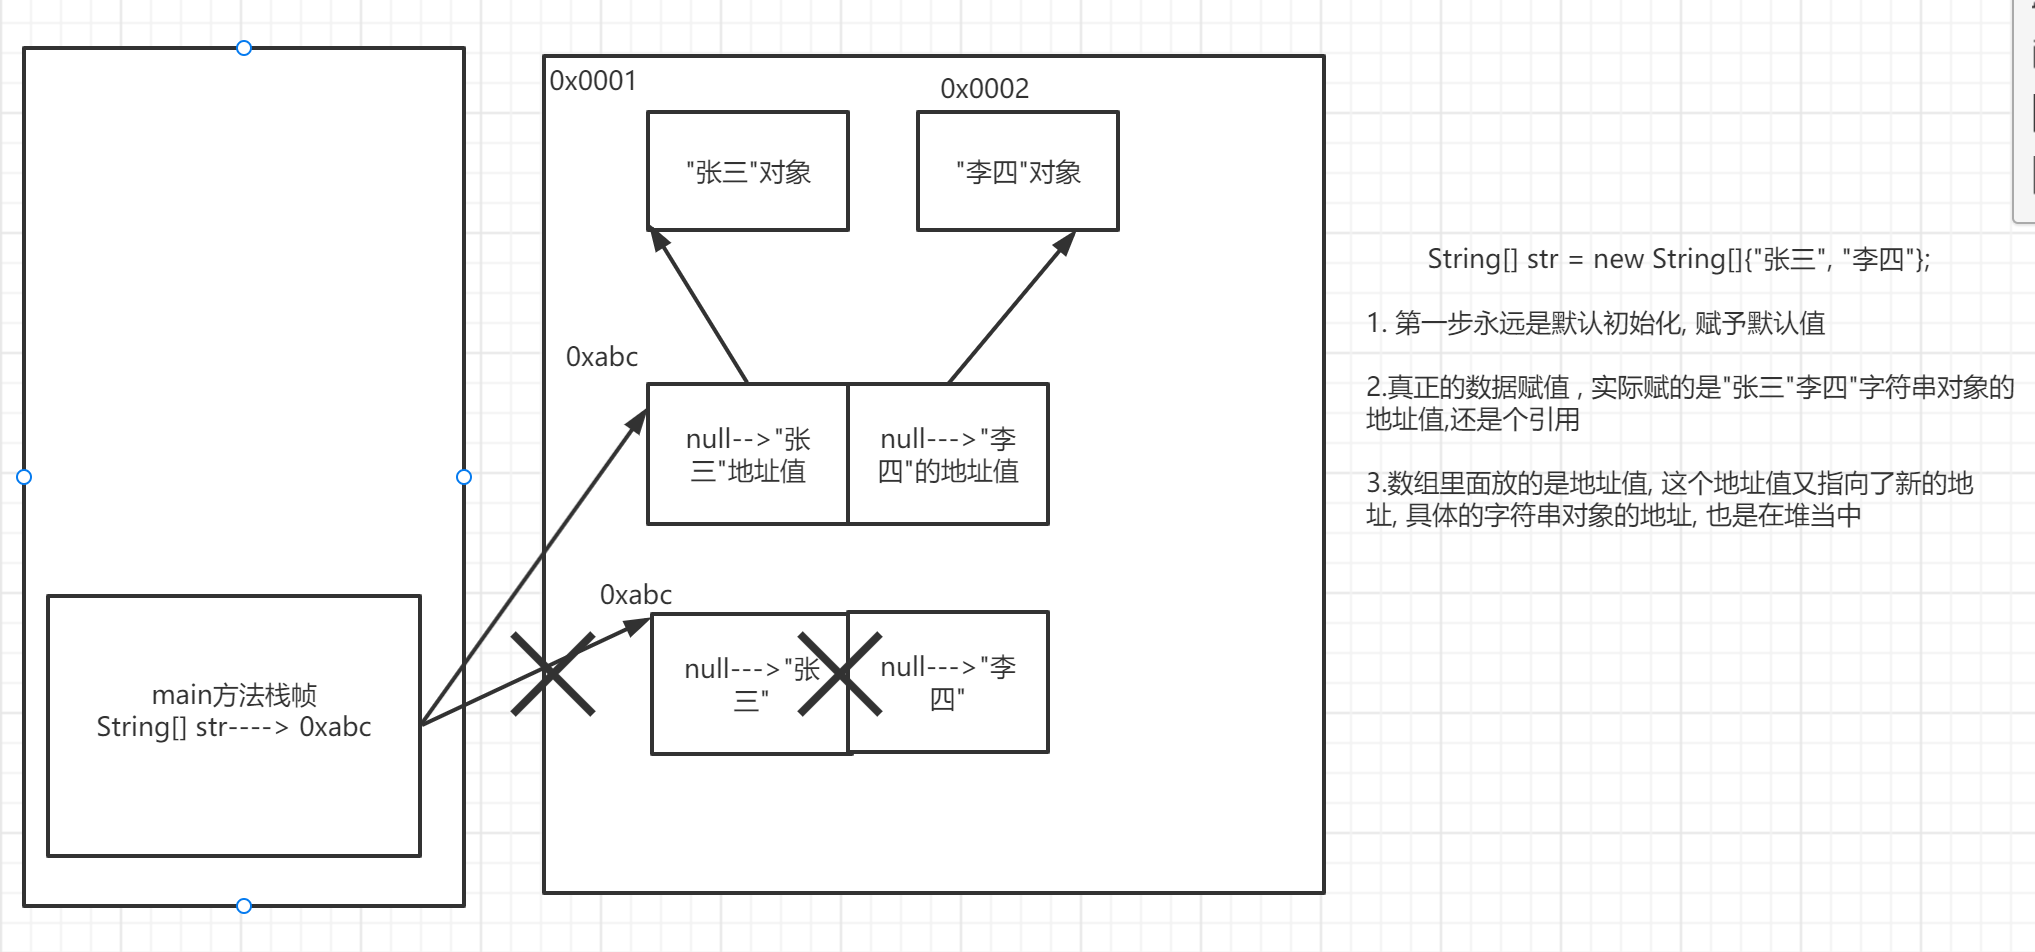 0x0001
0x0002
"张三"对象
"李四"对象
0xabc
null-->"张
三"地址值
null--->"李
四"的地址值
0xabc
null--->"张
三"
null--->"李
四"
main方法栈帧
String[] str----> 0xabc
String[] str = new String[]{"张三", "李四"};
1. 第一步永远是默认初始化, 赋予默认值
2.真正的数据赋值 , 实际赋的是"张三"李四"字符串对象的
地址值,还是个引用
3.数组里面放的是地址值, 这个地址值又指向了新的地
址, 具体的字符串对象的地址, 也是在堆当中